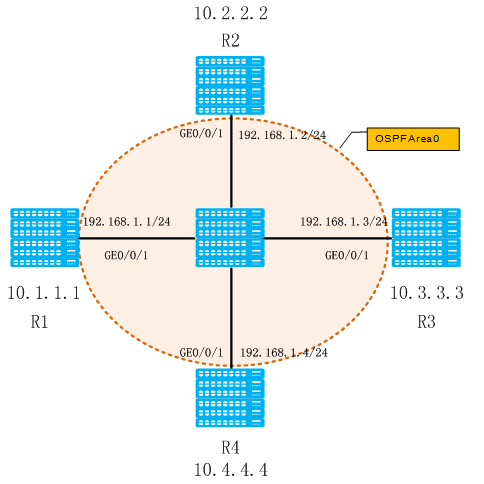 10.2.2.2
R2
GE0/0/1
192.168.1.2/24
OSPFArea0
192.168.1.1/24
192.168.1.3/24
GE0/0/1
GE0/0/1
10.1.1.1
10.3.3.3
R1
R3
GE0/0/1
192.168.1.4/24
R4
10.4.4.4